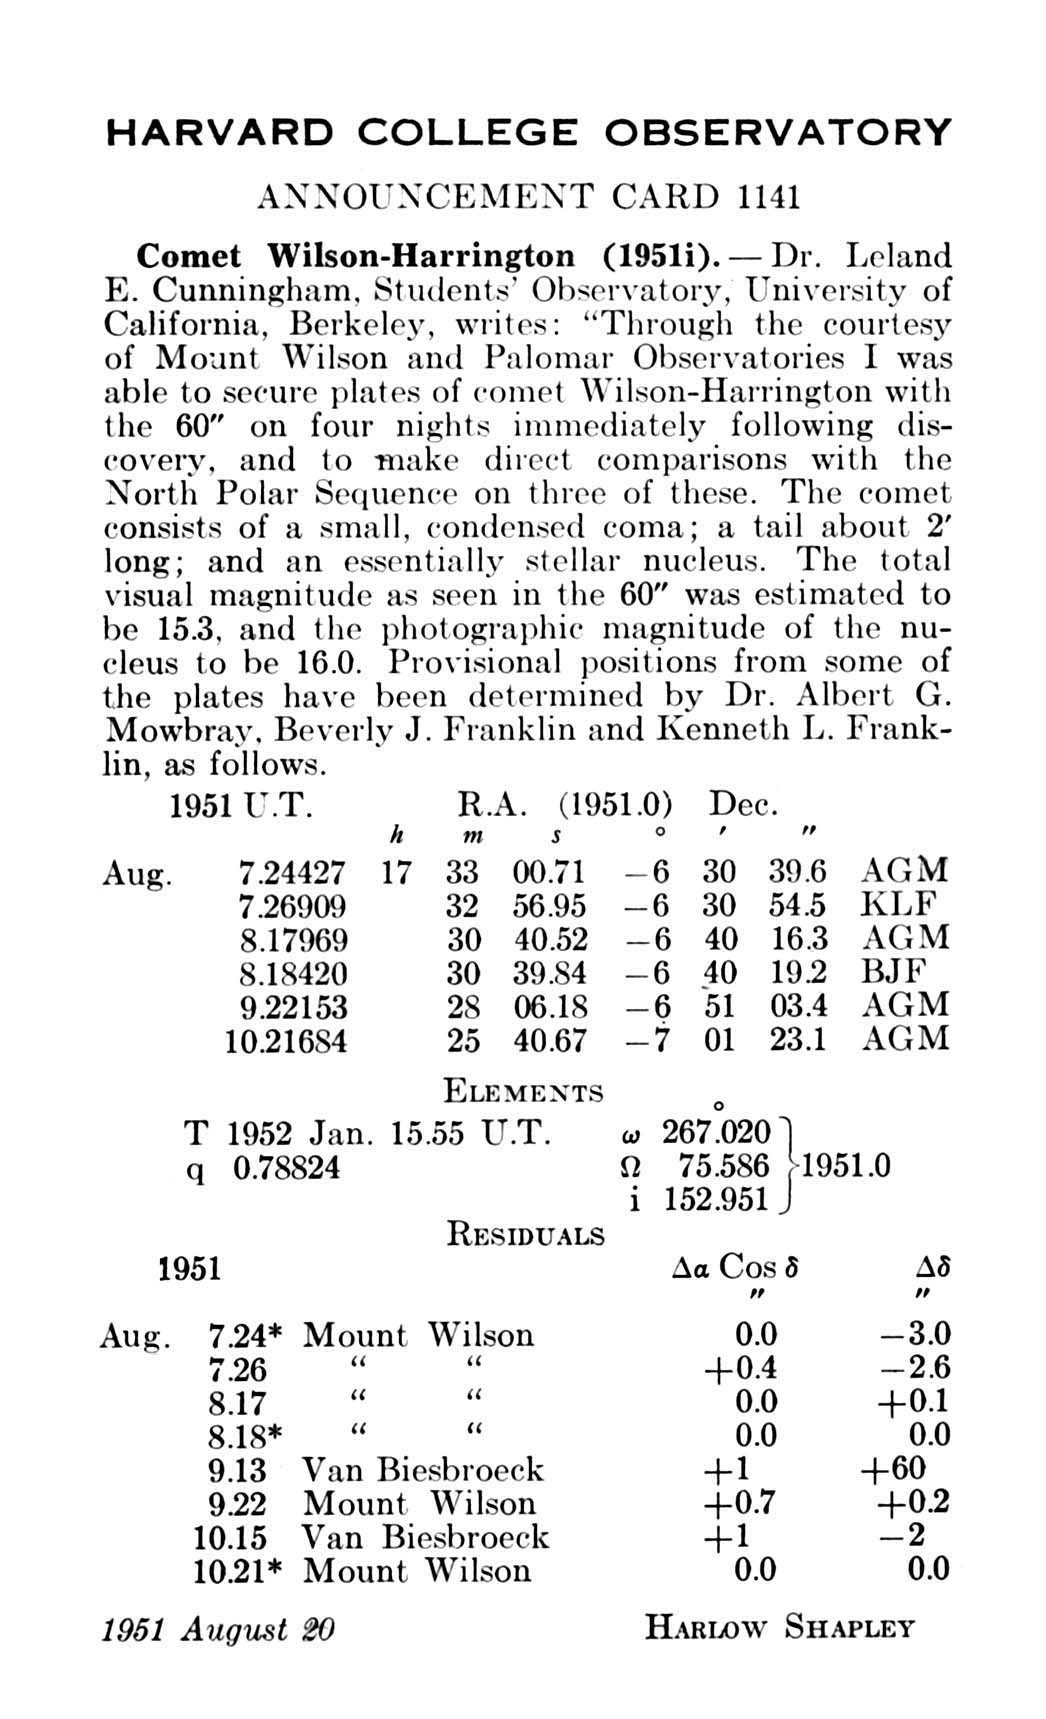 HARVARD COLLEGE OBSERVATORY
ANNOUNCEMENT CARD 1141
Comet Wilson-Harrington (1951i). — Dr. Leland
E. Cunningham, Students' Observatory, University of
California, Berkeley, writes: “Through the courtesy
of Mount Wilson and Palomar Observatories I was
able to secure plates of comet Wilson-Harrington with
the 60″ on four nights immediately following dis-
covery, and to make direct comparisons with the
North Polar Sequence on three of these. The comet
consists of a small, condensed coma; a tail about 2′
long; and an essentially stellar nucleus. The total
visual magnitude as seen in the 60″ was estimated to
be 15.3, and the photographic magnitude of the nu-
cleus to be 16.0. Provisional positions from some of
the plates have been determined by Dr. Albert G.
Mowbray, Beverly J. Franklin and Kenneth L. Frank-
lin, as follows.
1951 U.T. R.A. (1951.0) Dec.
h m s ° ′ ″
Aug. 7.24427 17 33 00.71 —6 30 39.6 AGM
7.26909 32 56.95 —6 30 54.5 KLF
8.17969 30 40.52 —6 40 16.3 AGM
8.18420 30 39.84 —6 40 19.2 BJF
9.22153 28 06.18 —6 51 03.4 AGM
10.21684 25 40.67 —7 01 23.1 AGM
ELEMENTS
°
T 1952 Jan. 15.55 U.T. ω 267.020
q 0.78824 Ω 75.586 }1951.0
i 152.951
RESIDUALS
1951 Δα Cos δ Δδ
″ ″
Aug. 7.24* Mount Wilson 0.0 —3.0
7.26 “ “ +0.4 —2.6
8.17 “ “ 0.0 +0.1
8.18* “ “ 0.0 0.0
9.13 Van Biesbroeck +1 +60
9.22 Mount Wilson +0.7 +0.2
10.15 Van Biesbroeck +1 —2
10.21* Mount Wilson 0.0 0.0
1951 August 20 HARLOW SHAPLEY